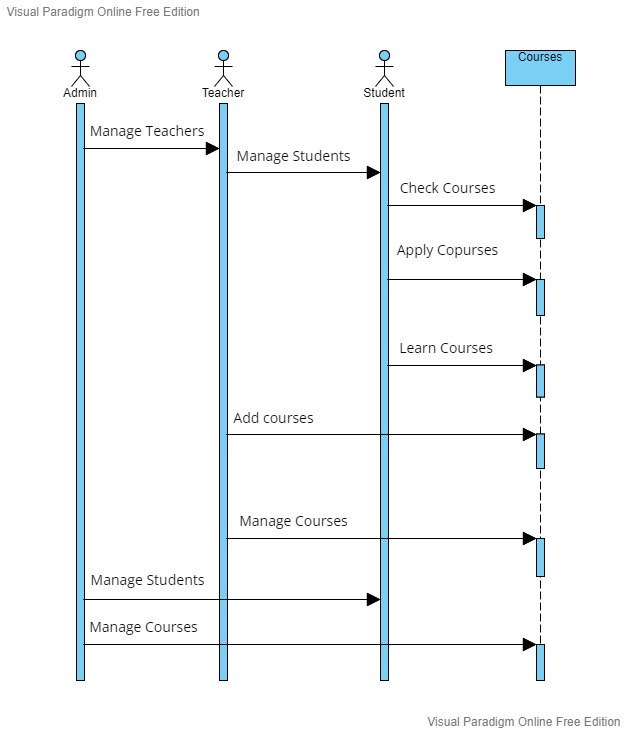 Visual Paradigm Online Free Edition
Admin
Teacher
Student
Courses
Manage Teachers
Manage Students
Check Courses
Apply Copurses
Learn Courses
Add courses
Manage Courses
Manage Students
Manage Courses
Visual Paradigm Online Free Edition